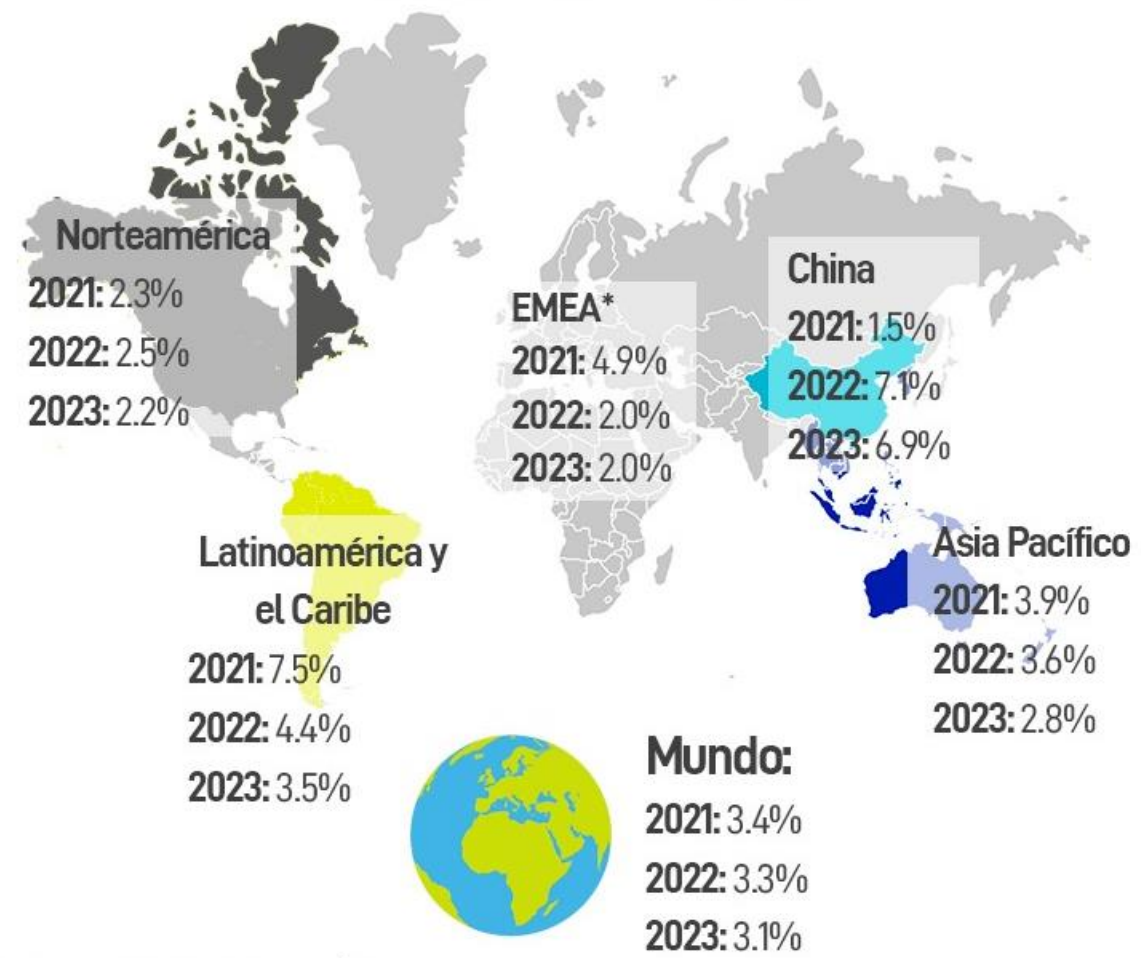 Norteamérica
2021: 2.3%
2022: 2.5%
2023: 2.2%
EMEA*
2021: 4.9%
2022: 2.0%
2023: 2.0%
China
2021: 1.5%
2022: 7.1%
2023: 6.9%
Latinoamérica y
el Caribe
2021: 7.5%
2022: 4.4%
2023: 3.5%
Asia Pacífico
2021: 3.9%
2022: 3.6%
2023: 2.8%
Mundo:
2021: 3.4%
2022: 3.3%
2023: 3.1%